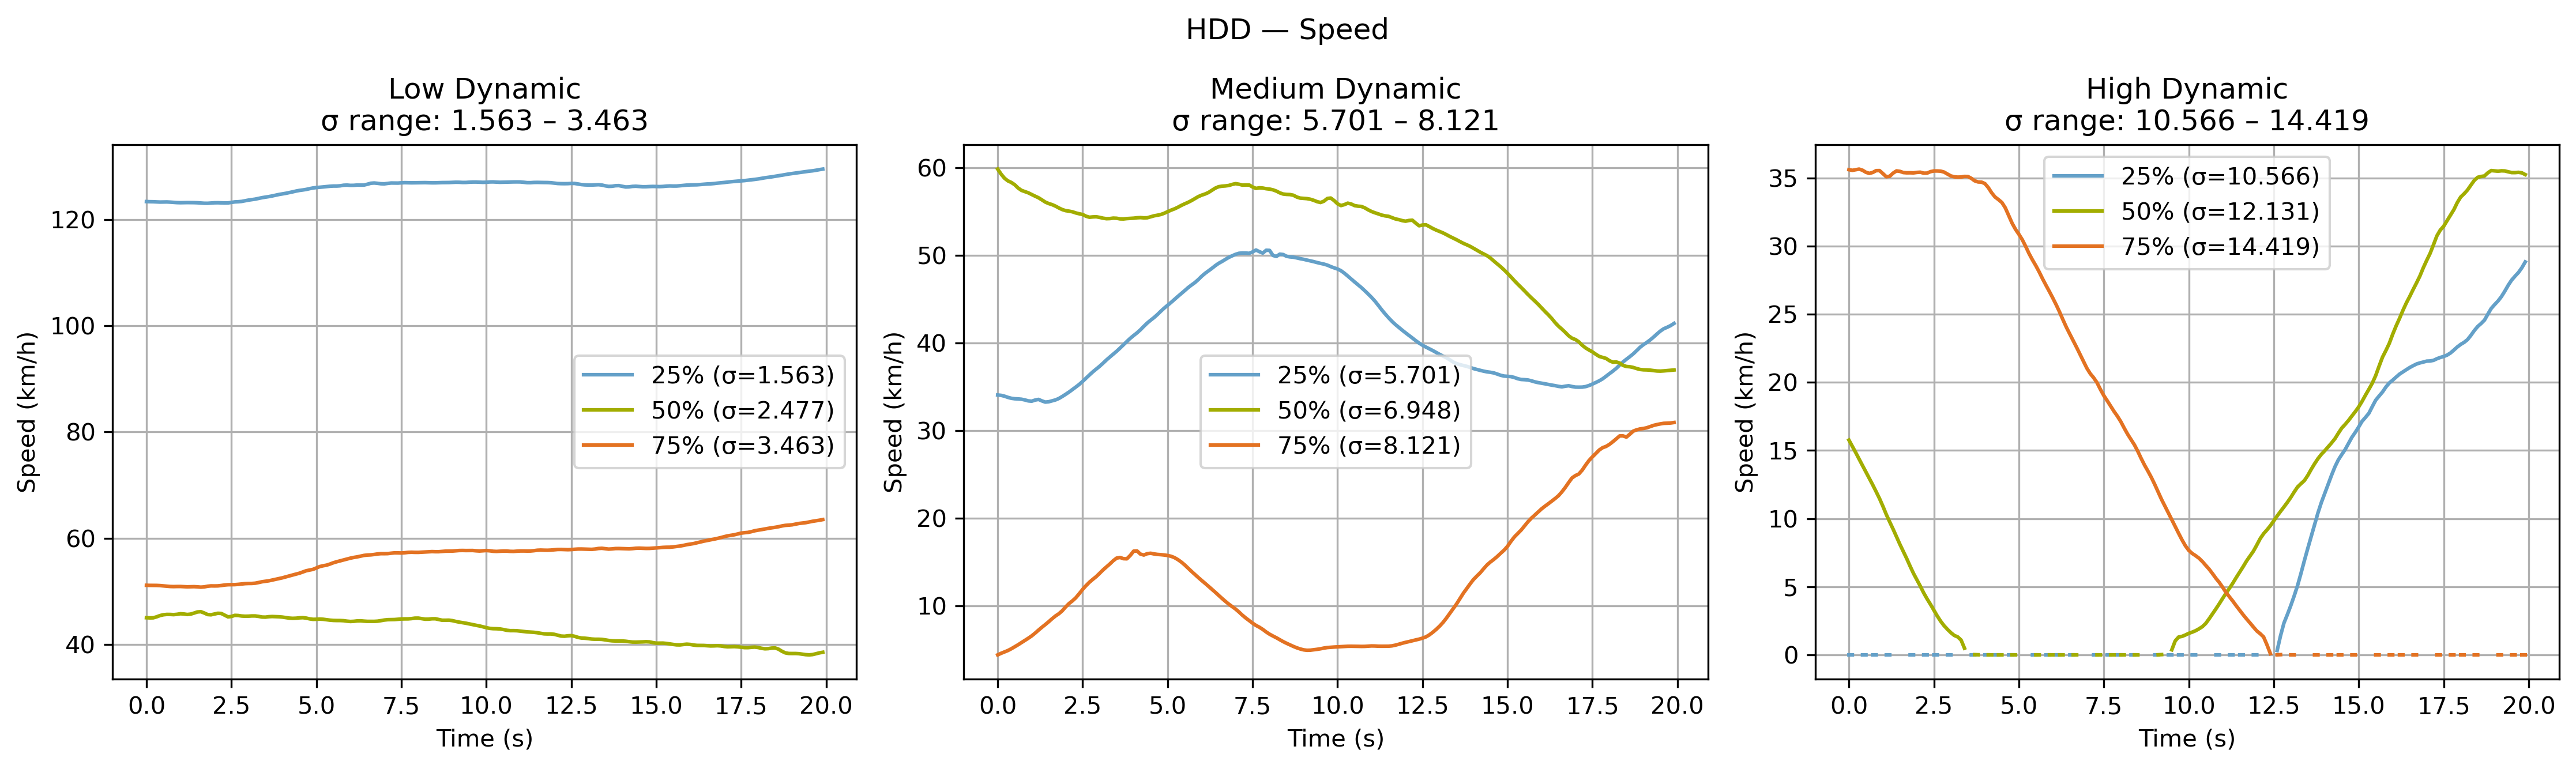 HDD — Speed
Low Dynamic
σ range: 1.563 – 3.463
Speed (km/h)
120
100
80
60
40
25% (σ=1.563)
50% (σ=2.477)
75% (σ=3.463)
0.0 2.5 5.0 7.5 10.0 12.5 15.0 17.5 20.0
Time (s)
Medium Dynamic
σ range: 5.701 – 8.121
Speed (km/h)
60
50
40
30
20
10
25% (σ=5.701)
50% (σ=6.948)
75% (σ=8.121)
0.0 2.5 5.0 7.5 10.0 12.5 15.0 17.5 20.0
Time (s)
High Dynamic
σ range: 10.566 – 14.419
Speed (km/h)
35
30
25
20
15
10
5
0
25% (σ=10.566)
50% (σ=12.131)
75% (σ=14.419)
0.0 2.5 5.0 7.5 10.0 12.5 15.0 17.5 20.0
Time (s)